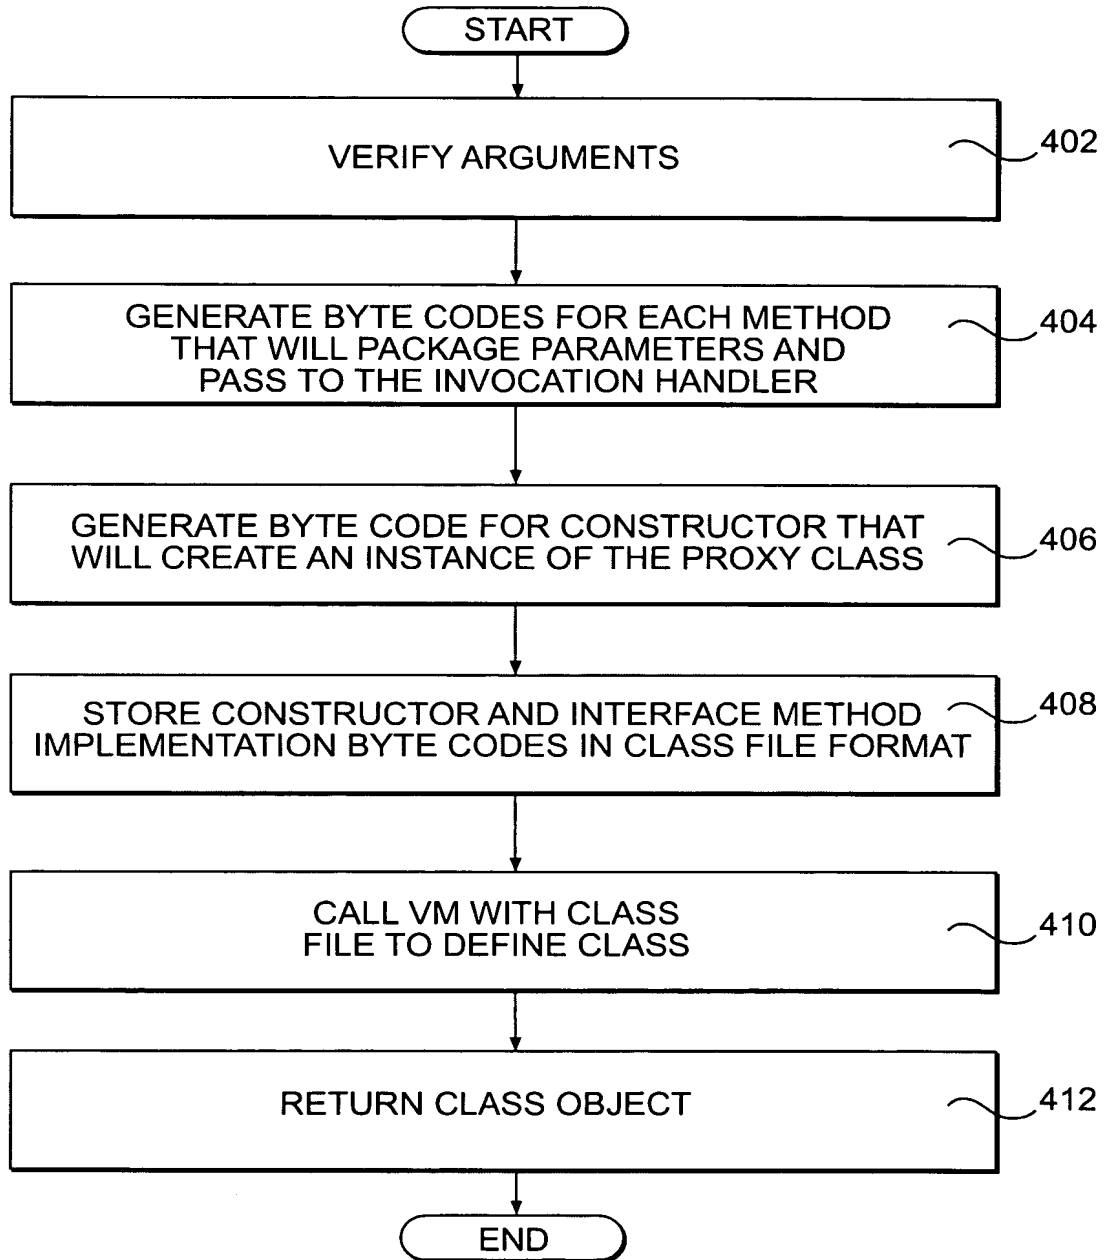 START
VERIFY ARGUMENTS
402
GENERATE BYTE CODES FOR EACH METHOD
THAT WILL PACKAGE PARAMETERS AND
PASS TO THE INVOCATION HANDLER
404
GENERATE BYTE CODE FOR CONSTRUCTOR THAT
WILL CREATE AN INSTANCE OF THE PROXY CLASS
406
STORE CONSTRUCTOR AND INTERFACE METHOD
IMPLEMENTATION BYTE CODES IN CLASS FILE FORMAT
408
CALL VM WITH CLASS
FILE TO DEFINE CLASS
410
RETURN CLASS OBJECT
412
END